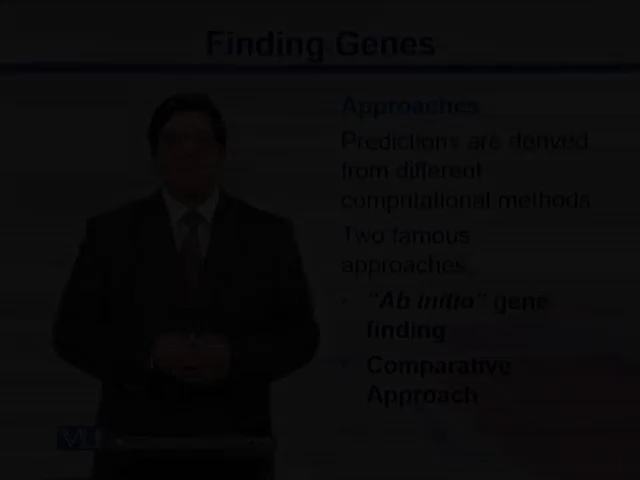 Finding Genes
Approaches
Predictions are derived
from different
computational methods
Two famous
approaches
• "Ab initio" gene
finding
• Comparative
Approach
VU